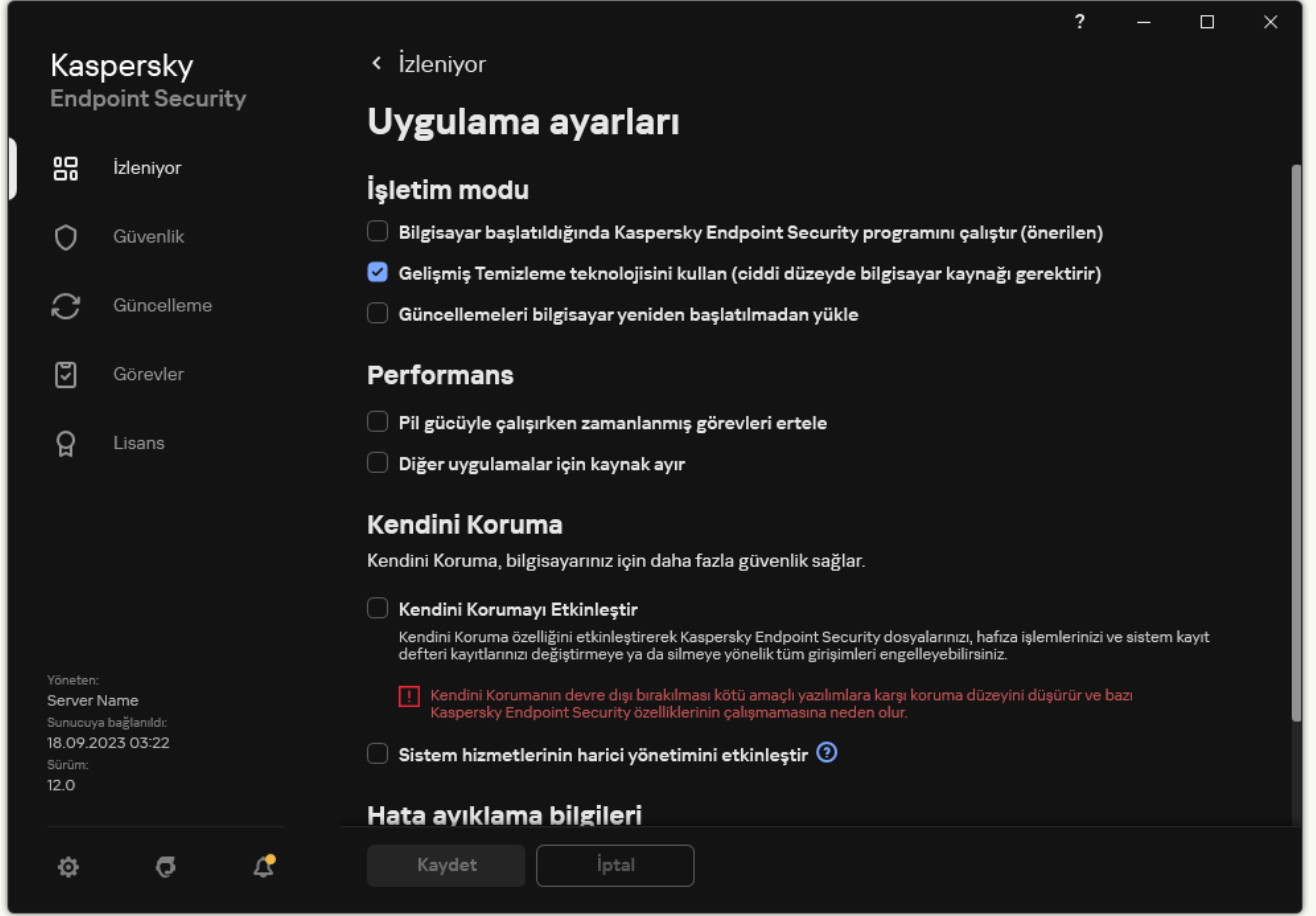 Kaspersky
Endpoint Security
İzleniyor
Güvenlik
Güncelleme
Görevler
Lisans
Yöneten:
Server Name
Sunucuya bağlanıldı:
18.09.2023 03:22
Sürüm:
12.0
?
İzleniyor
Uygulama ayarları
İşletim modu
Bilgisayar başlatıldığında Kaspersky Endpoint Security programını çalıştır (önerilen)
Gelişmiş Temizleme teknolojisini kullan (ciddi düzeyde bilgisayar kaynağı gerektirir)
Güncellemeleri bilgisayar yeniden başlatılmadan yükle
Performans
Pil gücüyle çalışırken zamanlanmış görevleri ertele
Diğer uygulamalar için kaynak ayır
Kendini Koruma
Kendini Koruma, bilgisayarınız için daha fazla güvenlik sağlar.
Kendini Korumayı Etkinleştir
Kendini Koruma özelliğini etkinleştirerek Kaspersky Endpoint Security dosyalarınızı, hafıza işlemlerinizi ve sistem kayıt
defteri kayıtlarınızı değiştirmeye ya da silmeye yönelik tüm girişimleri engelleyebilirsiniz.
Kendini Korumanın devre dışı bırakılması kötü amaçlı yazılımlara karşı koruma düzeyini düşürür ve bazı
Kaspersky Endpoint Security özelliklerinin çalışmamasına neden olur.
Sistem hizmetlerinin harici yönetimini etkinleştir ?
Hata ayıklama bilgileri
Kaydet
İptal